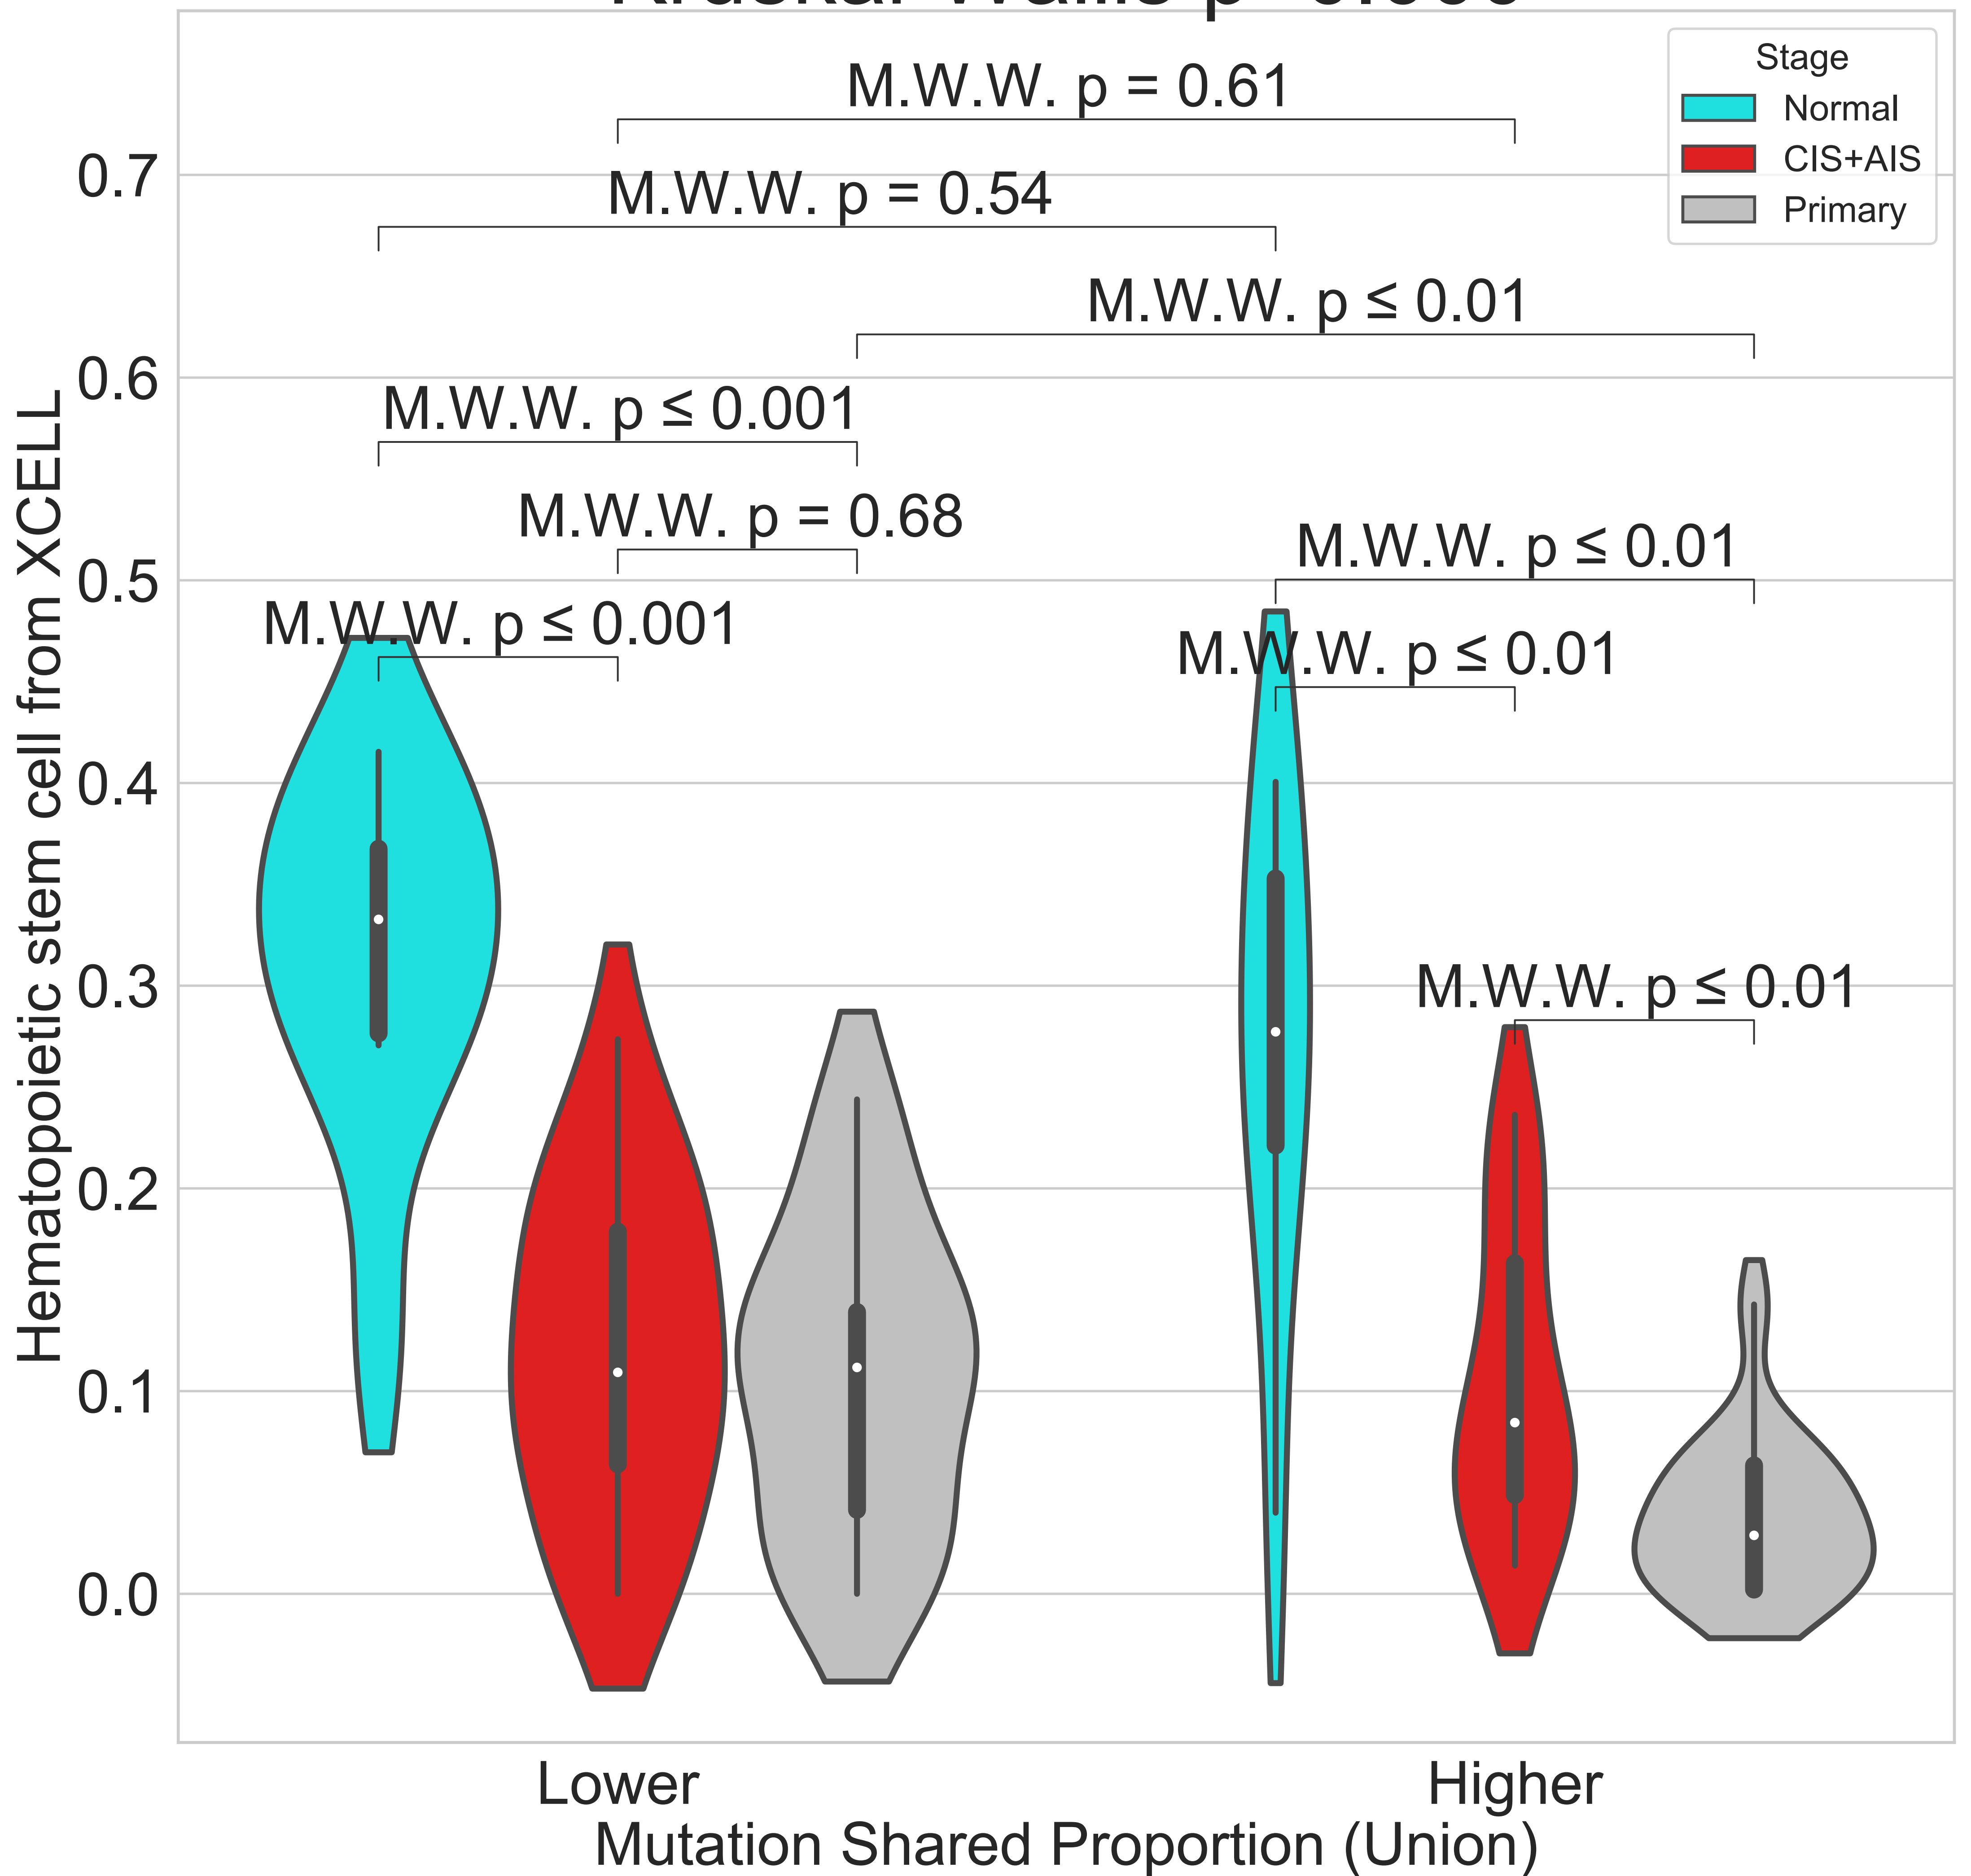 Stage
Normal
CIS+AIS
Primary
M.W.W. p = 0.61
M.W.W. p = 0.54
M.W.W. p ≤ 0.01
M.W.W. p ≤ 0.001
M.W.W. p = 0.68
M.W.W. p ≤ 0.001
M.W.W. p ≤ 0.01
M.W.W. p ≤ 0.01
M.W.W. p ≤ 0.01
Hematopoietic stem cell from XCELL
0.7
0.6
0.5
0.4
0.3
0.2
0.1
0.0
Lower
Higher
Mutation Shared Proportion (Union)